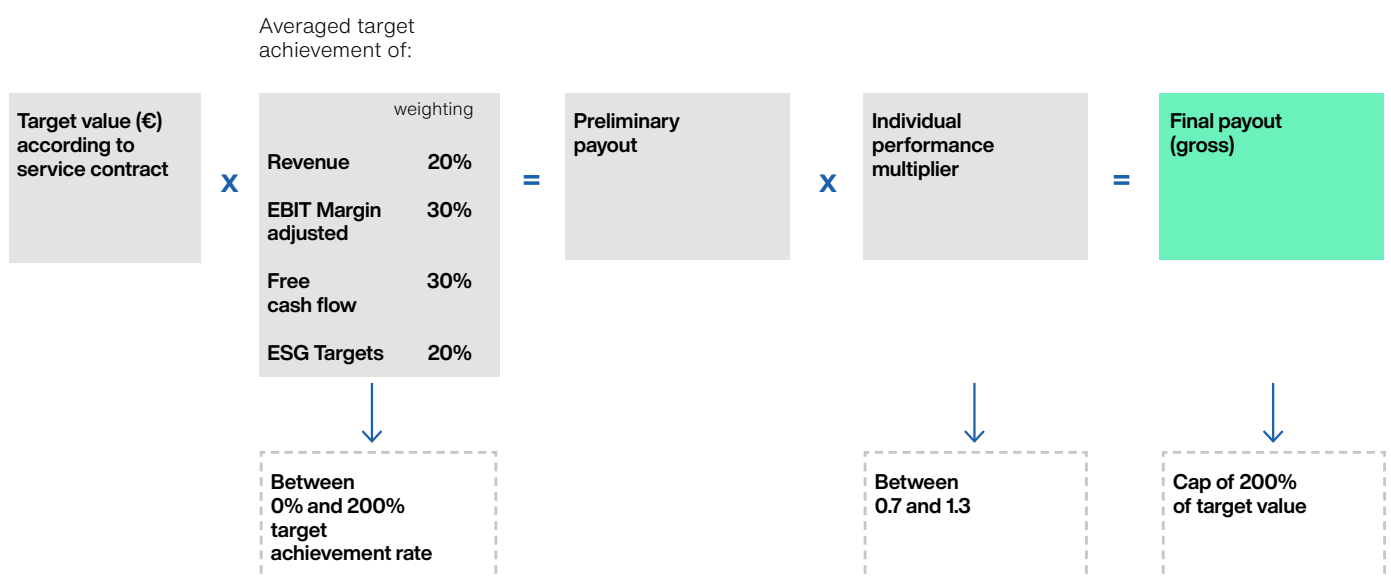 Averaged target
achievement of:
Target value (€)
according to
service contract
x
weighting
Revenue 20%
EBIT Margin 30%
adjusted
Free 30%
cash flow
ESG Targets 20%
=
Preliminary
payout
x
Individual
performance
multiplier
=
Final payout
(gross)
Between
0% and 200%
target
achievement rate
Between
0.7 and 1.3
Cap of 200%
of target value